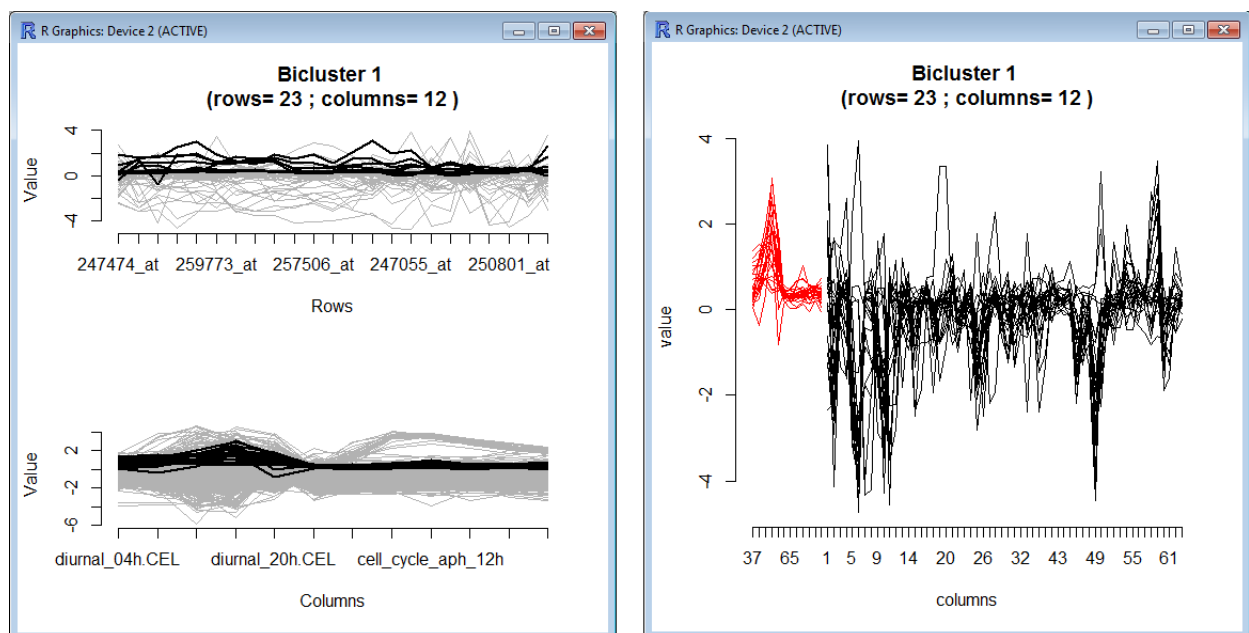 R Graphics: Device 2 (ACTIVE)
Bicluster 1
(rows= 23 ; columns= 12 )
Value
4
0
-4
247474_at 259773_at 257506_at 247055_at 250801_at
Rows
Value
2
-2
-6
diurnal_04h.CEL diurnal_20h.CEL cell_cycle_aph_12h
Columns
R Graphics: Device 2 (ACTIVE)
Bicluster 1
(rows= 23 ; columns= 12 )
value
4
2
0
-2
-4
37 65 1 5 9 14 20 26 32 43 49 55 61
columns